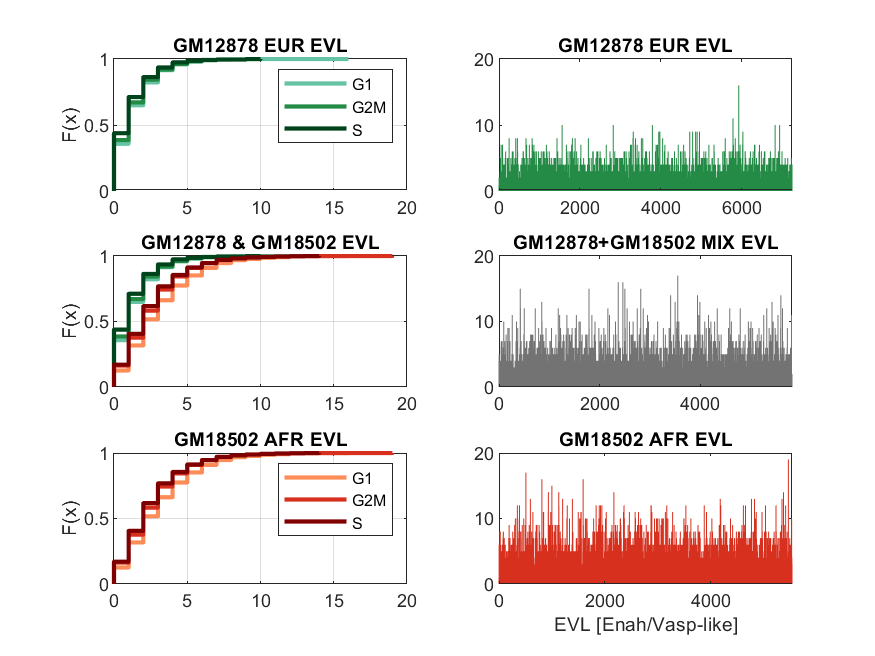 GM12878 EUR EVL
F(x)
1
0.5
0
0 5 10 15 20
G1
G2M
S
GM12878 EUR EVL
20
10
0
0 2000 4000 6000
GM12878 & GM18502 EVL
F(x)
1
0.5
0
0 5 10 15 20
GM12878+GM18502 MIX EVL
20
10
0
0 2000 4000
GM18502 AFR EVL
F(x)
1
0.5
0
0 5 10 15 20
G1
G2M
S
GM18502 AFR EVL
20
10
0
0 2000 4000
EVL [Enah/Vasp-like]